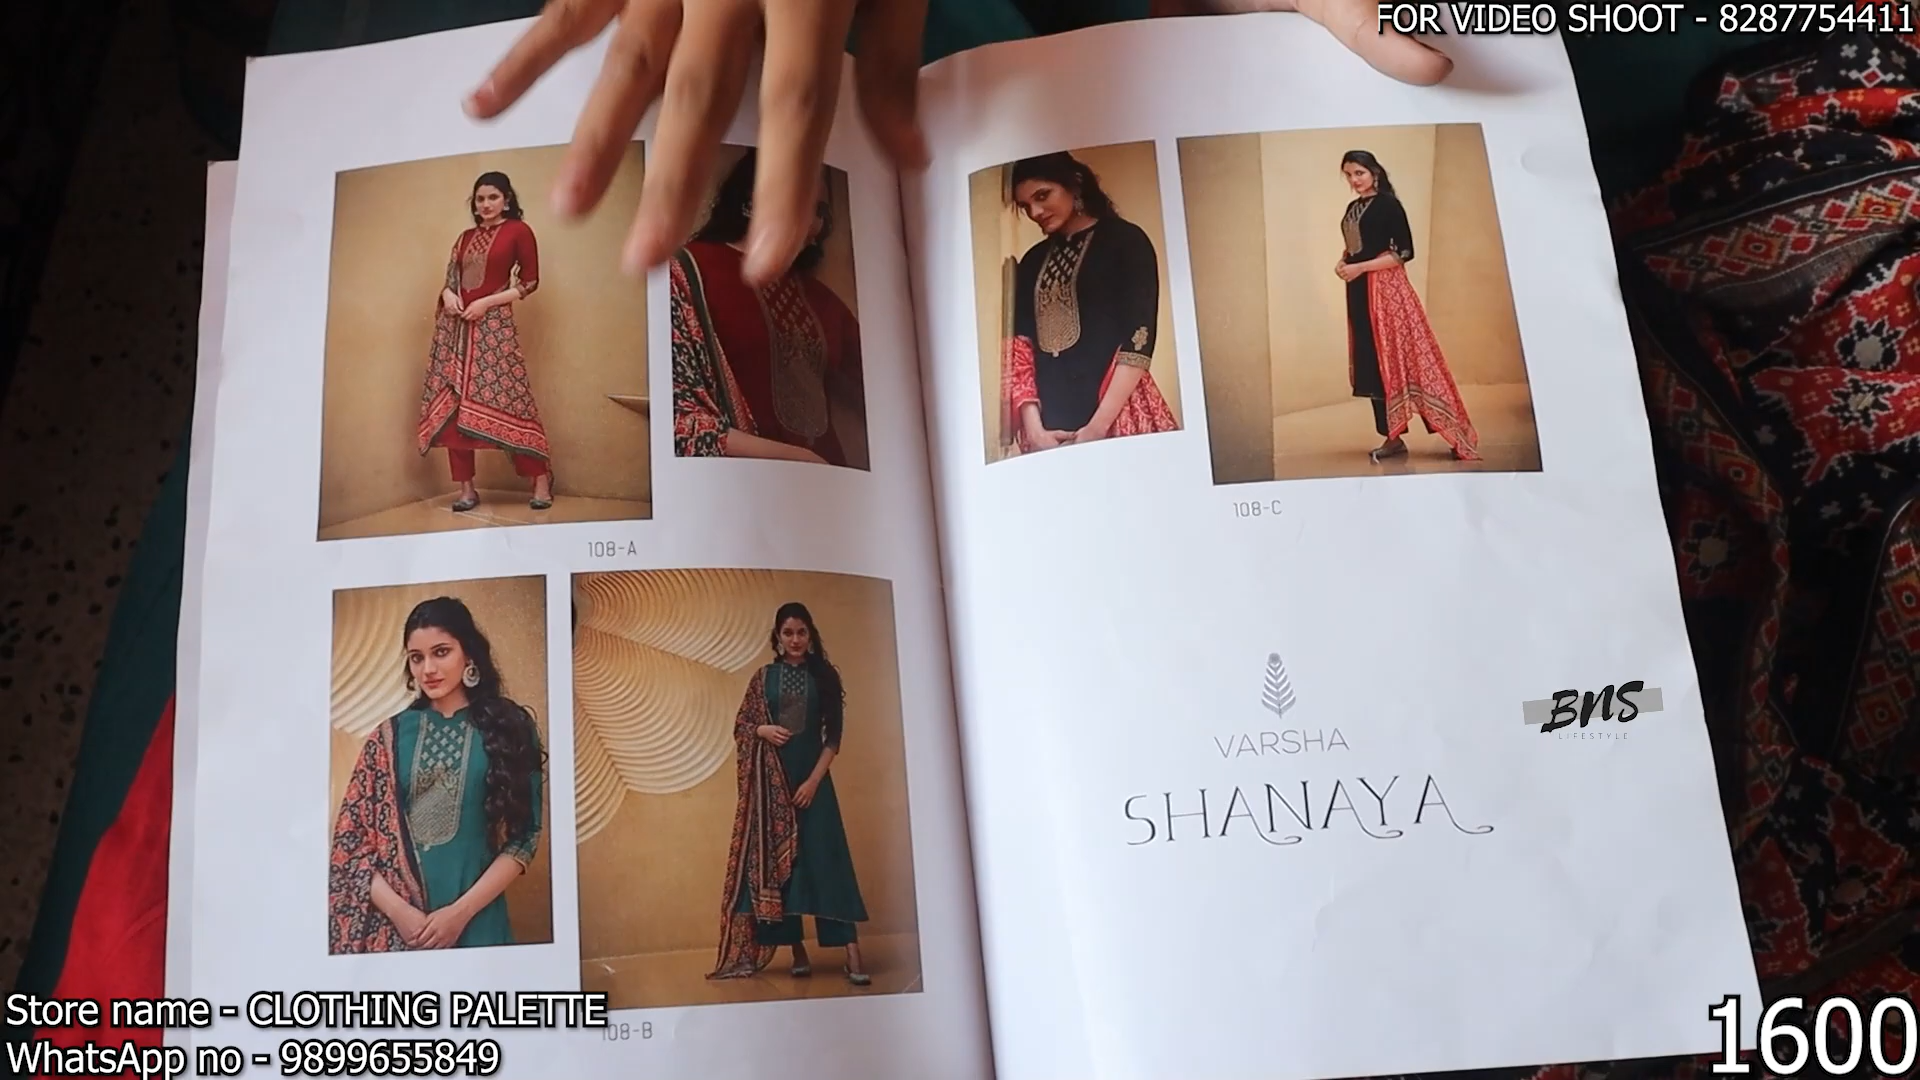 FOR VIDEO SHOOT - 8287754411
108-A
108-C
108-B
VARSHA
SHANAYA
BNS
LIFESTYLE
Store name - CLOTHING PALETTE
WhatsApp no - 9899655849
1600